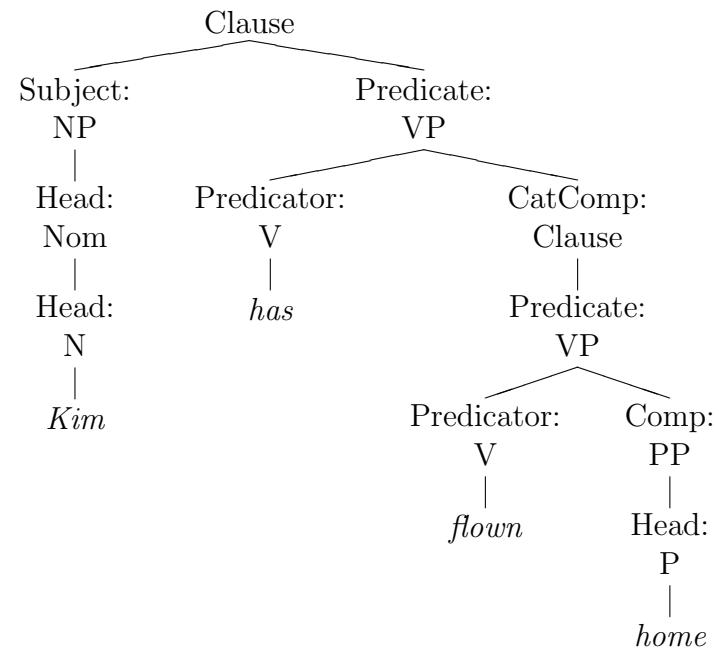 Clause
Subject: Predicate:
NP VP
Head: Predicator: CatComp:
Nom V Clause
Head: has Predicate:
N VP
Kim Predicator: Comp:
V PP
flown Head:
P
home